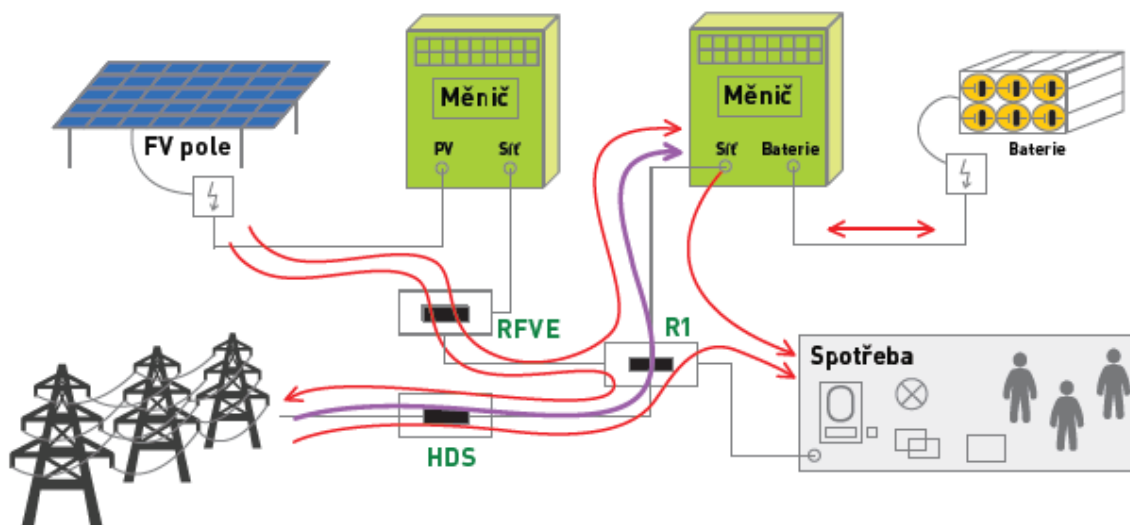 Měnič
Měnič
FV pole
PV
Síť
Síť
Baterie
Baterie
RFVE
R1
Spotřeba
HDS